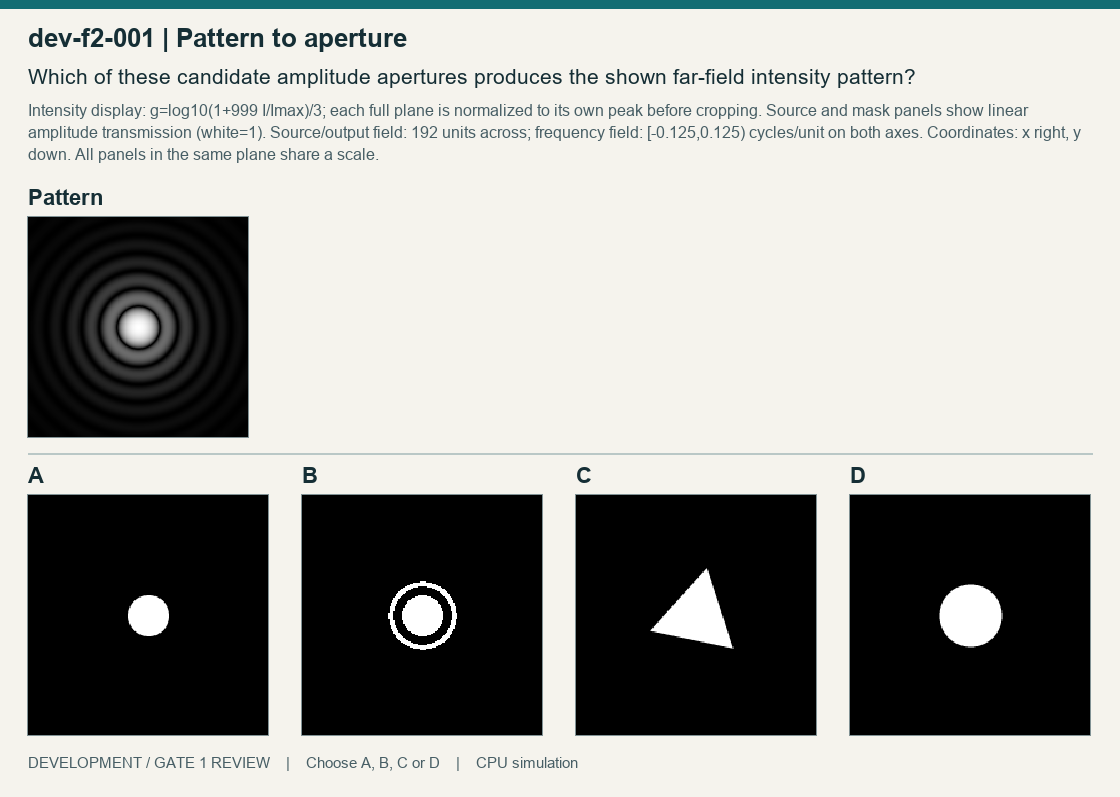 dev-f2-001 | Pattern to aperture
Which of these candidate amplitude apertures produces the shown far-field intensity pattern?
Intensity display: g=log10(1+999 I/Imax)/3; each full plane is normalized to its own peak before cropping. Source and mask panels show linear
amplitude transmission (white=1). Source/output field: 192 units across; frequency field: [-0.125,0.125) cycles/unit on both axes. Coordinates: x right, y
down. All panels in the same plane share a scale.
Pattern
A B C D
DEVELOPMENT / GATE 1 REVIEW | Choose A, B, C or D | CPU simulation